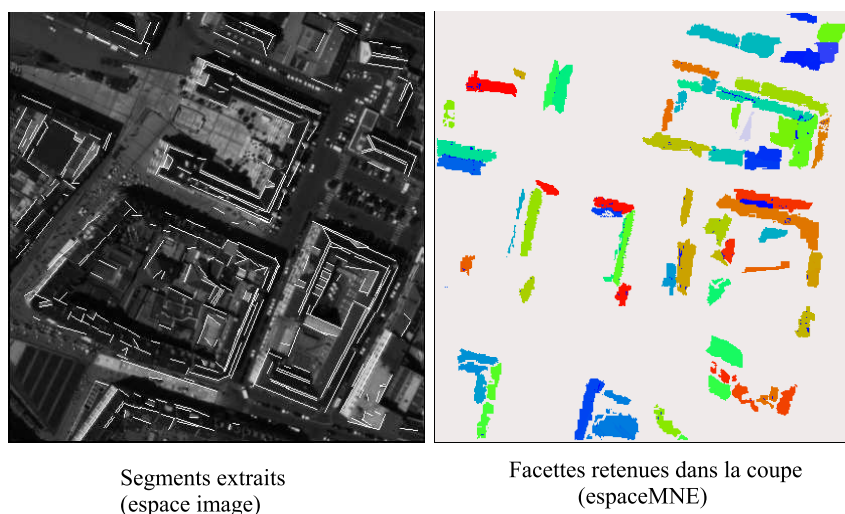 Segments extraits
(espace image)
Facettes retenues dans la coupe
(espaceMNE)